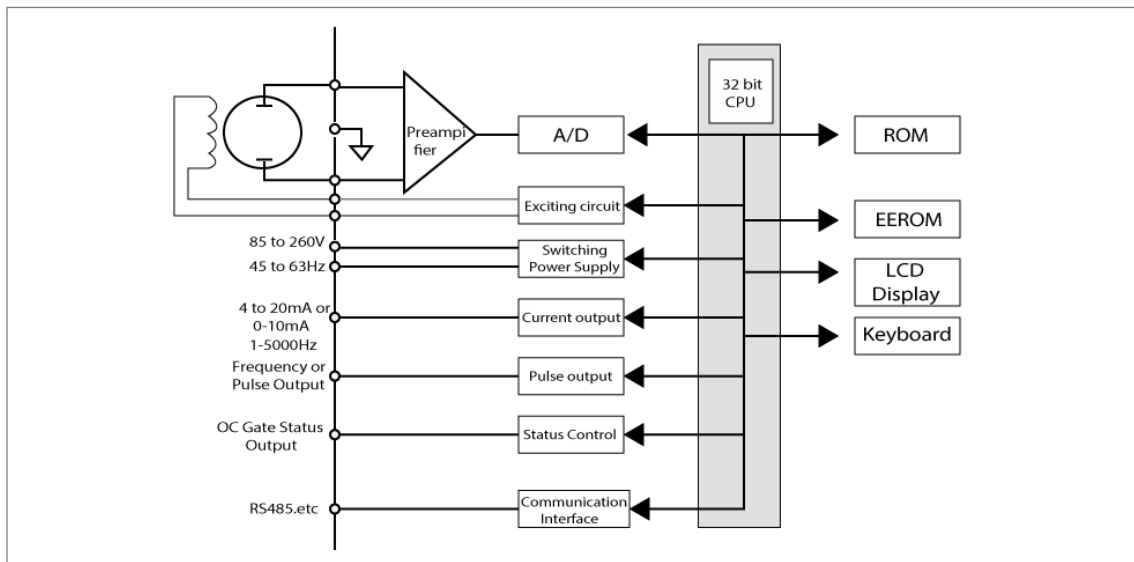 32 bit
CPU
Preampi
fier
A/D
ROM
Exciting circuit
EEROM
85 to 260V
45 to 63Hz
Switching
Power Supply
LCD
Display
4 to 20mA or
0-10mA
1-5000Hz
Current output
Keyboard
Frequency or
Pulse Output
Pulse output
OC Gate Status
Output
Status Control
RS485.etc
Communication
Interface